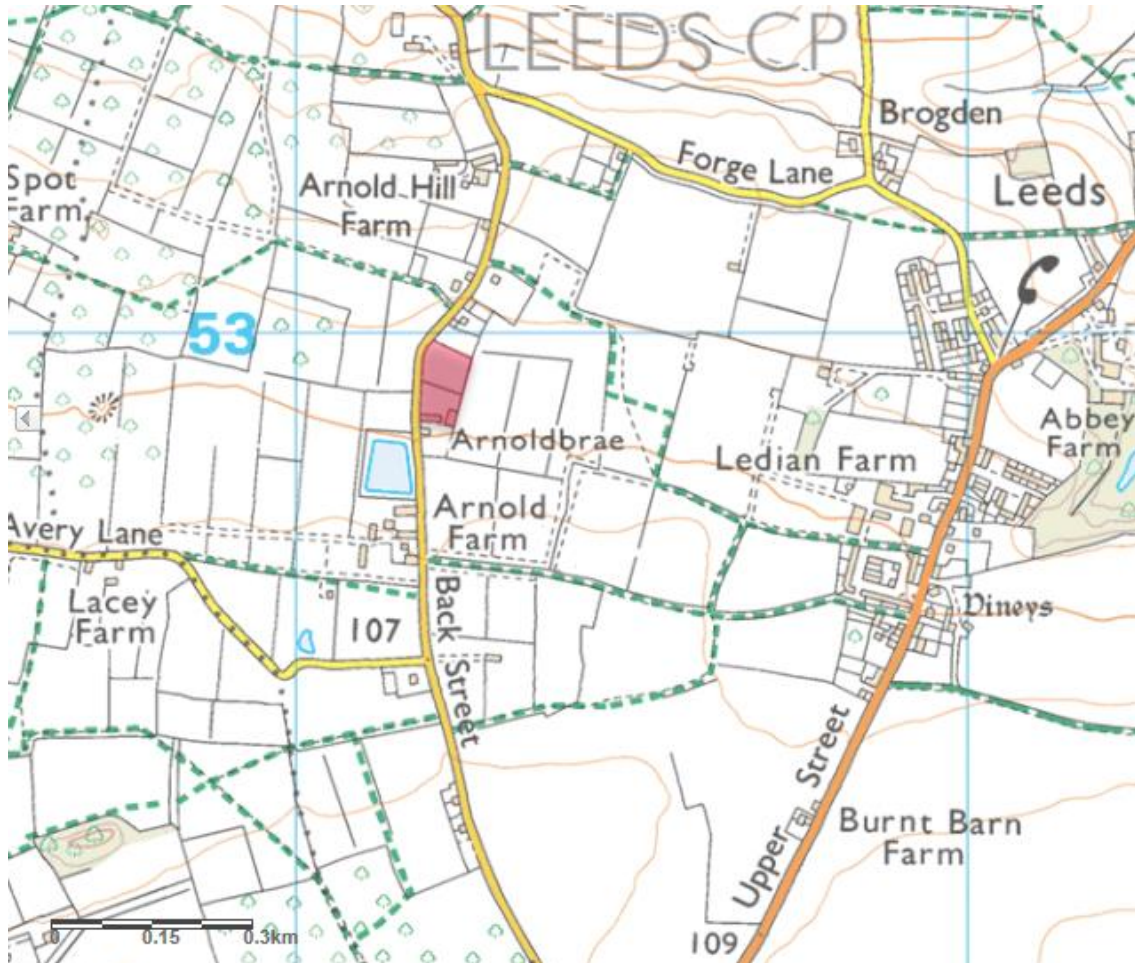 LEEDS CP
Brogden
Forge Lane
Leeds
Spot
Farm
Arnold Hill
Farm
53
Arnoldbrae
Abbey
Farm
Ledian Farm
Avery Lane
Arnold
Farm
Lacey
Farm
107
Back
Street
Vineys
Upper
Street
Burnt Barn
Farm
109
0
0.15
0.3km